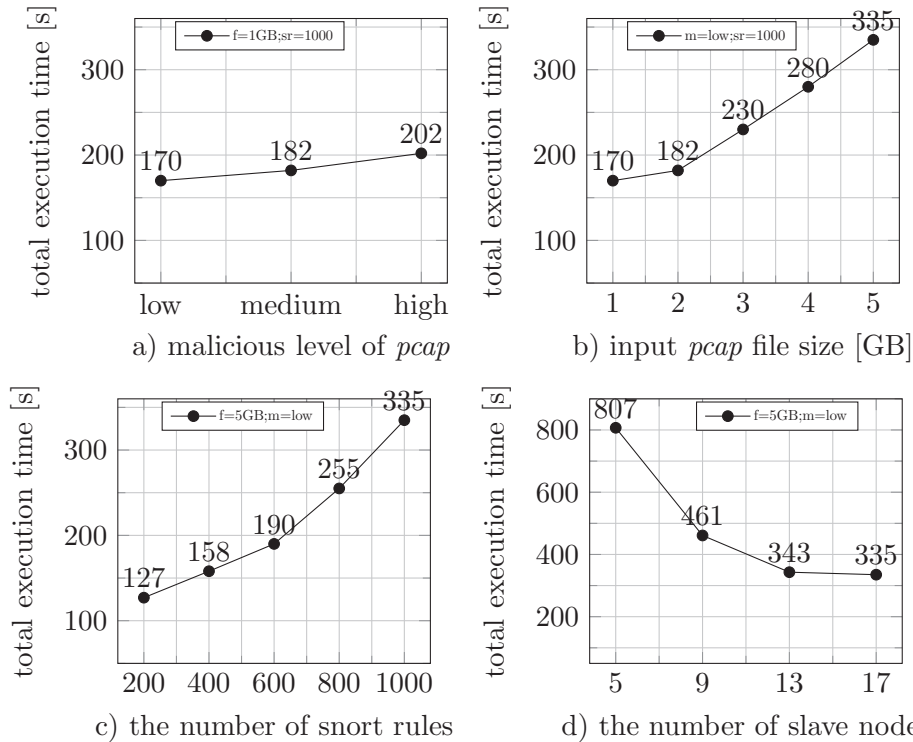 total execution time [s]
f=1GB;sr=1000
300
200
100
170
182
202
low medium high
a) malicious level of pcap
total execution time [s]
m=low;sr=1000
300
200
100
170
182
230
280
335
1 2 3 4 5
b) input pcap file size [GB]
total execution time [s]
f=5GB;m=low
300
200
100
127
158
190
255
335
200 400 600 800 1000
c) the number of snort rules
total execution time [s]
f=5GB;m=low
800
600
400
200
807
461
343
335
5 9 13 17
d) the number of slave node